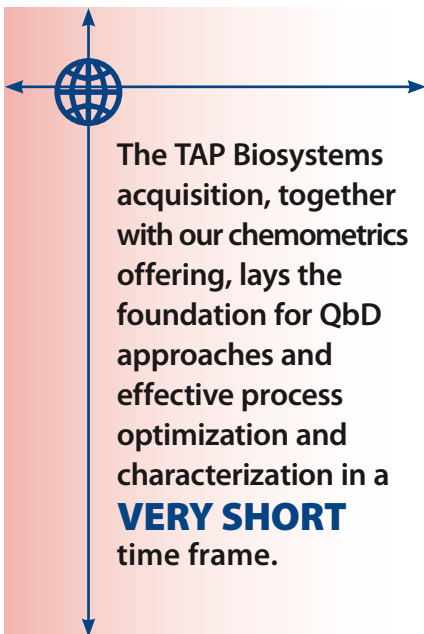 The TAP Biosystems
acquisition, together
with our chemometrics
offering, lays the
foundation for QbD
approaches and
effective process
optimization and
characterization in a
VERY SHORT
time frame.